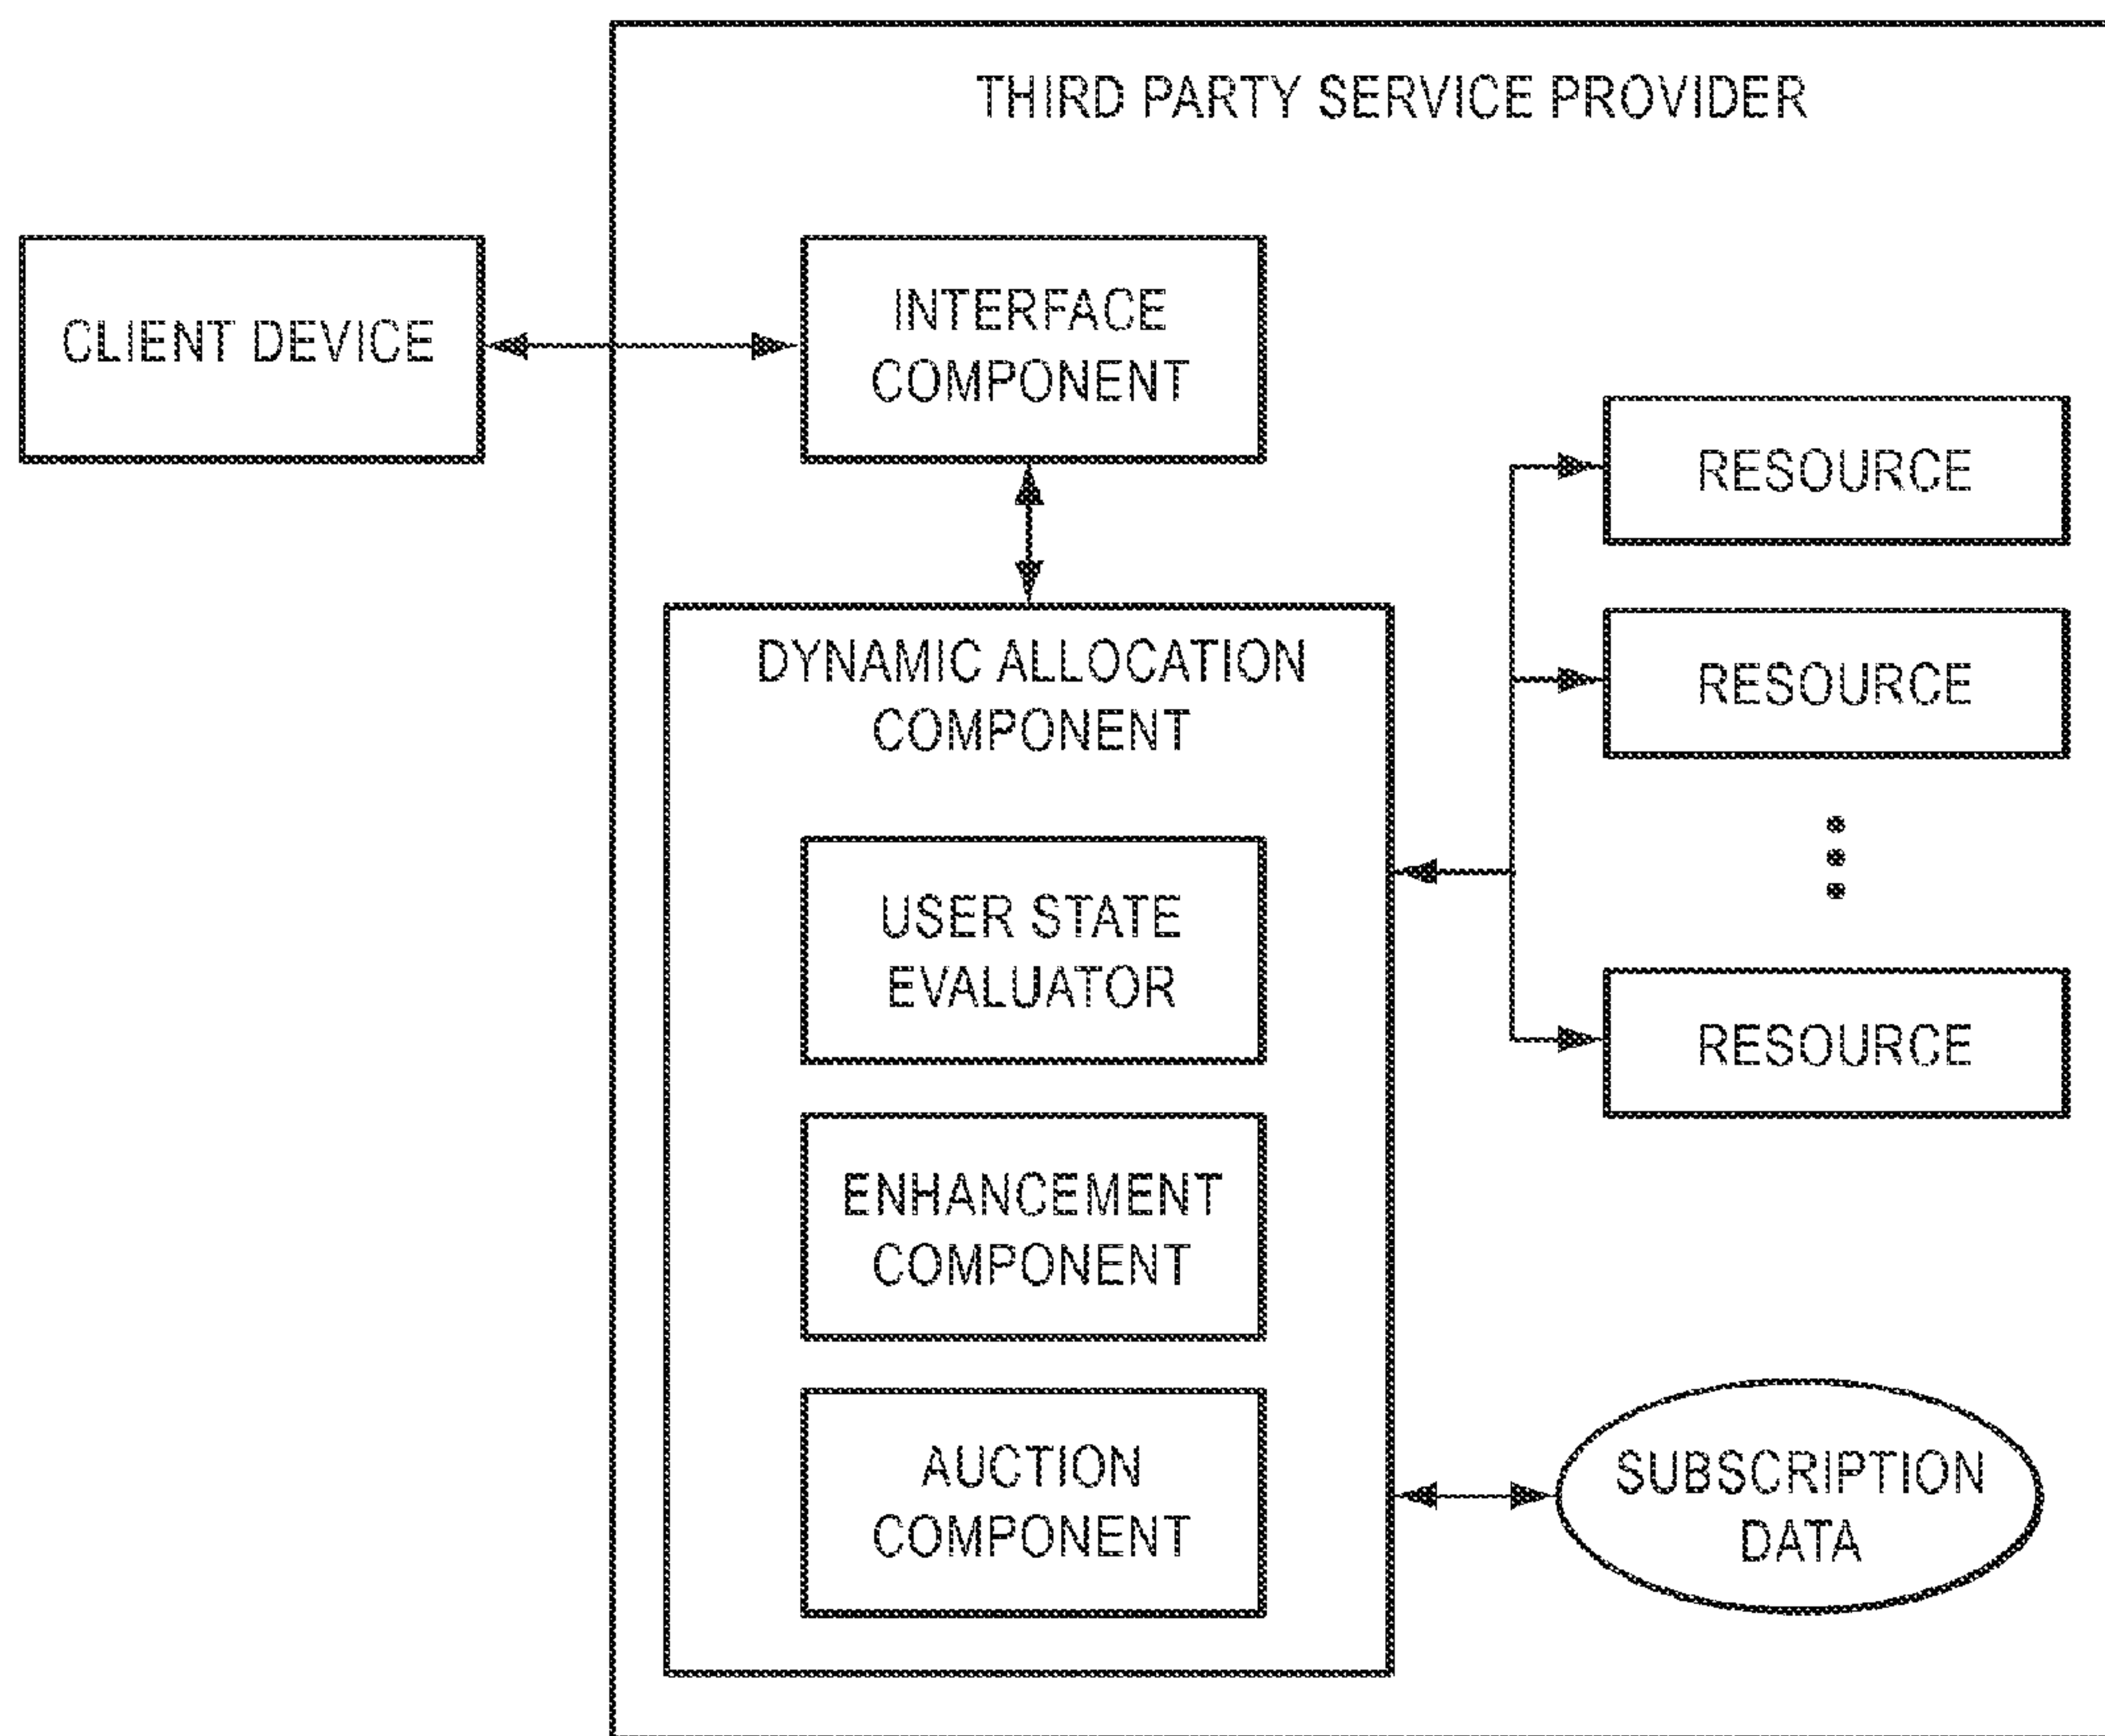 THIRD PARTY SERVICE PROVIDER
CLIENT DEVICE
INTERFACE
COMPONENT
DYNAMIC ALLOCATION
COMPONENT
USER STATE
EVALUATOR
ENHANCEMENT
COMPONENT
AUCTION
COMPONENT
RESOURCE
RESOURCE
RESOURCE
SUBSCRIPTION
DATA